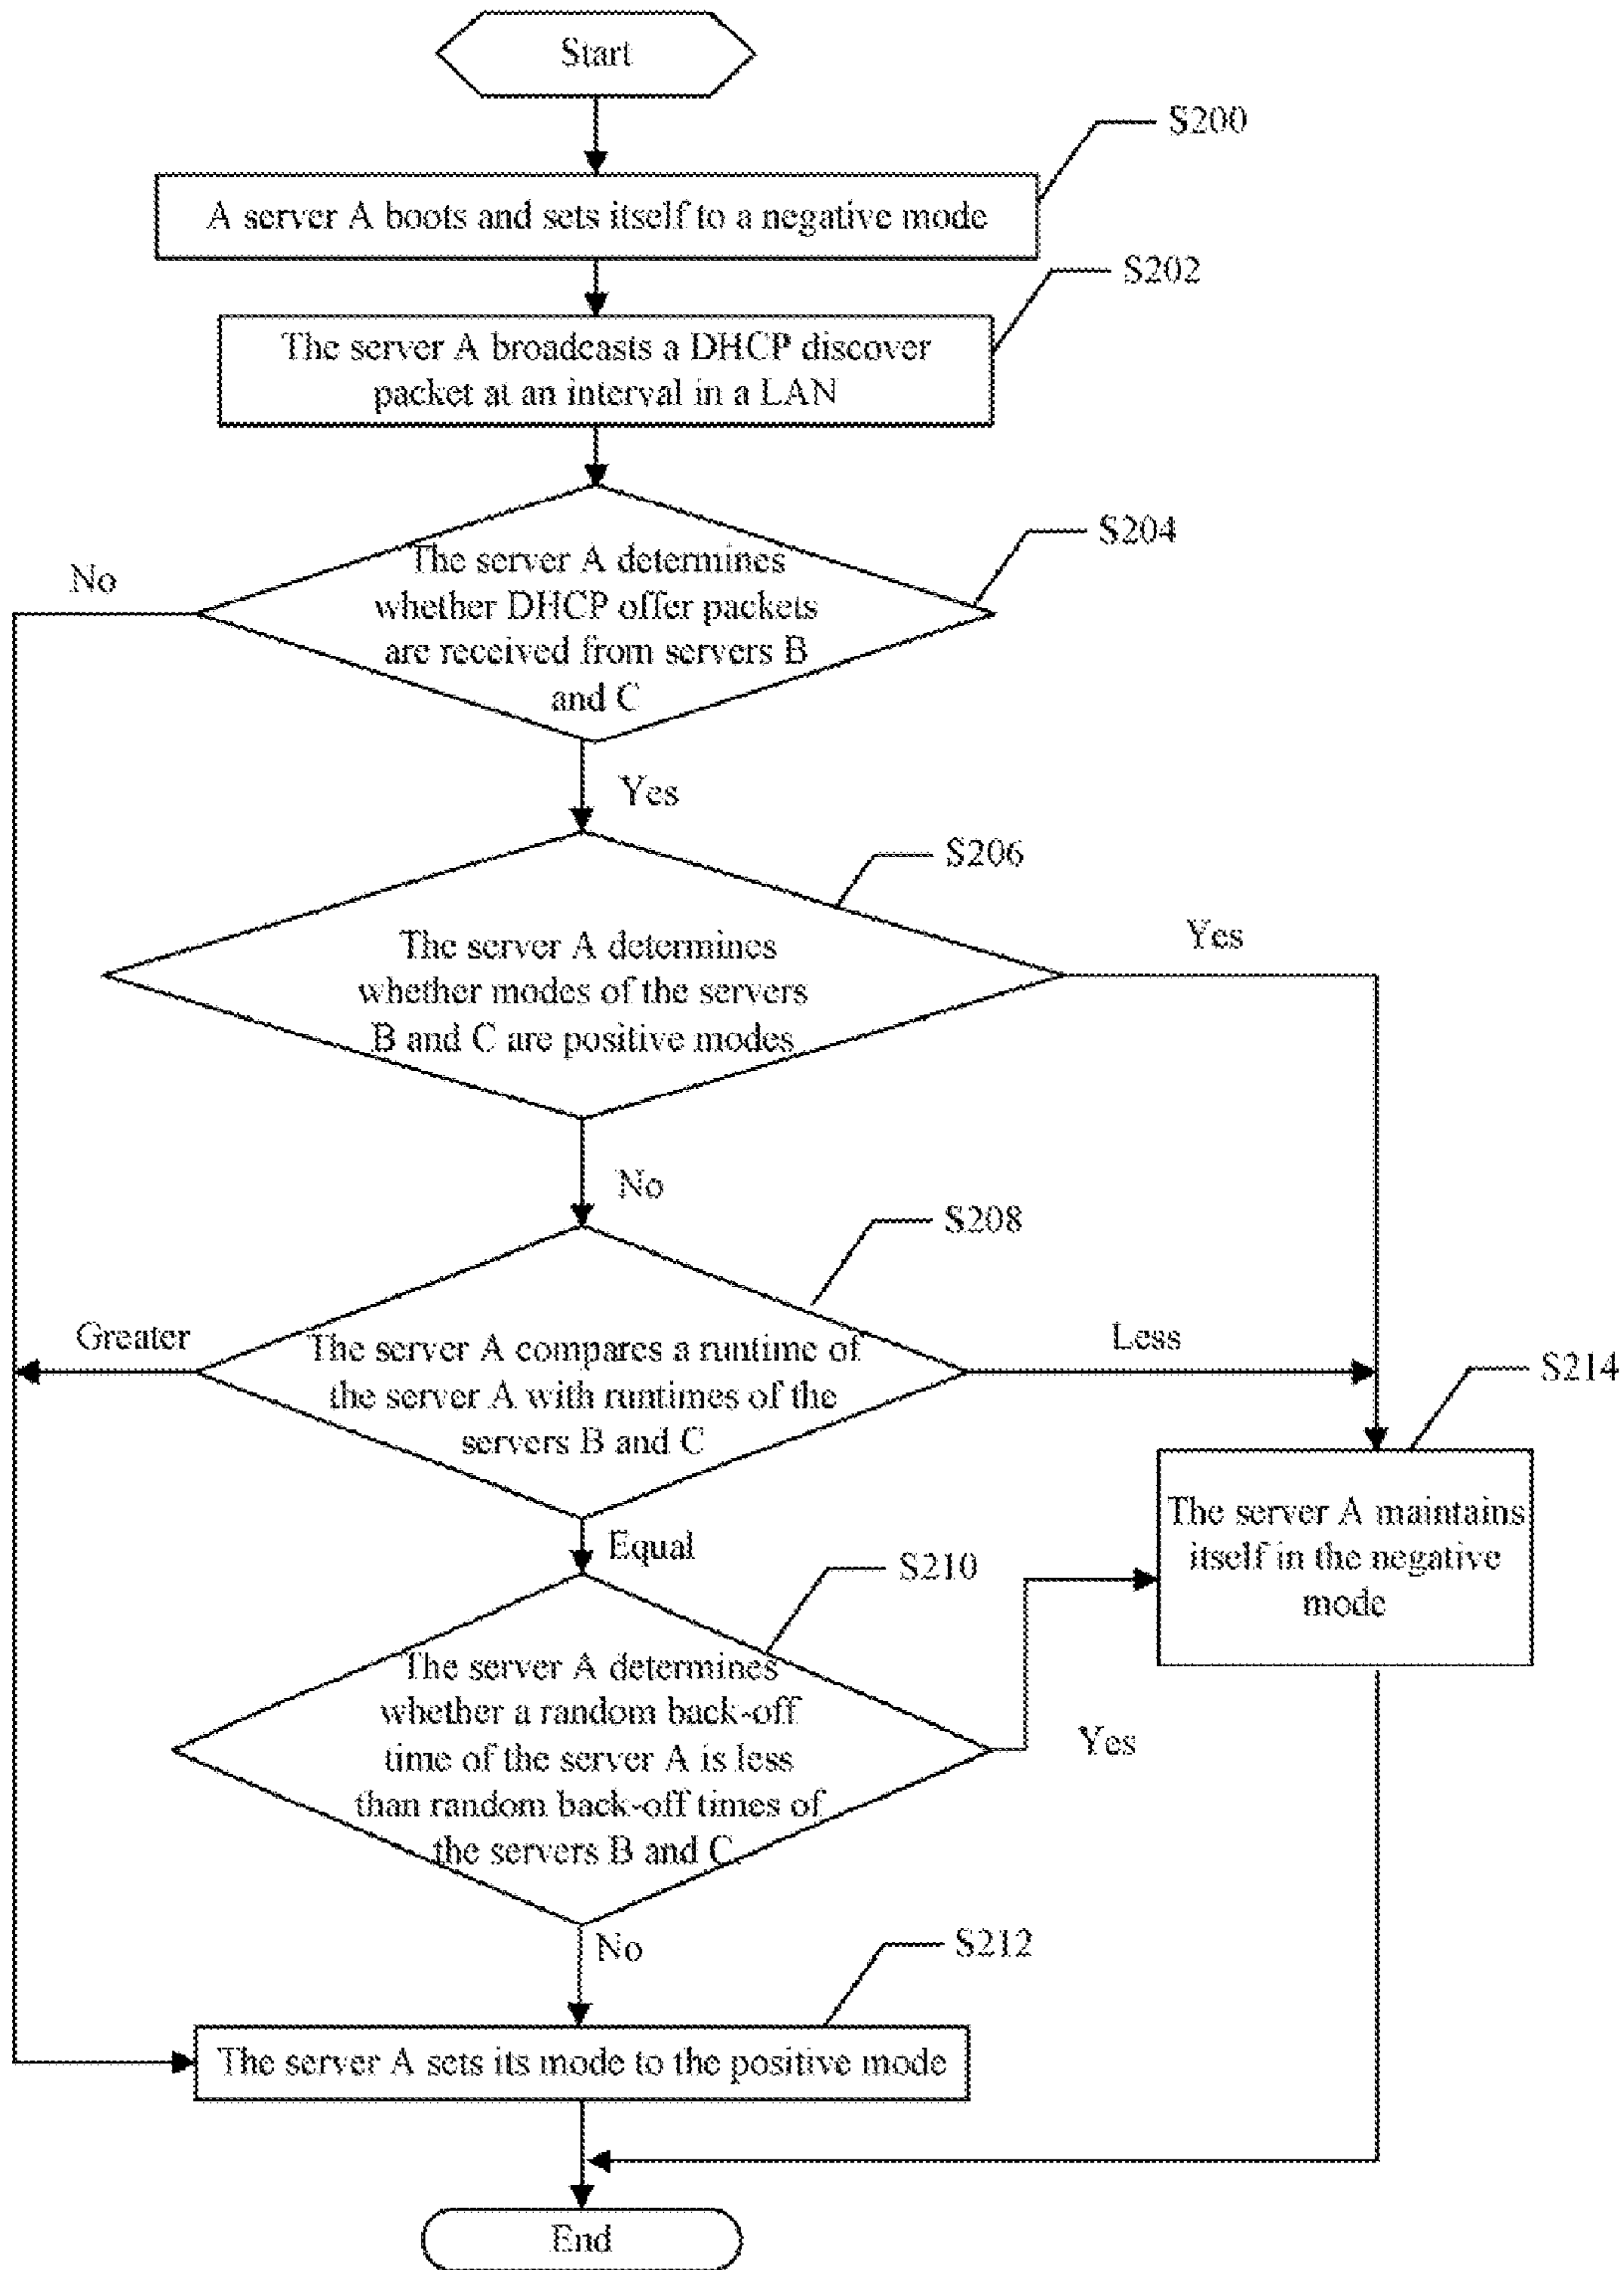 Start
S200
A server A boots and sets itself to a negative mode
S202
The server A broadcasts a DHCP discover
packet at an interval in a LAN
S204
No
The server A determines
whether DHCP offer packets
are received from servers B
and C
Yes
S206
Yes
The server A determines
whether modes of the servers
B and C are positive modes
No
S208
Greater
Less
The server A compares a runtime of
the server A with runtimes of the
servers B and C
S214
The server A maintains
itself in the negative
mode
Equal
S210
The server A determines
whether a random back-off
time of the server A is less
than random back-off times of
the servers B and C
Yes
No
S212
The server A sets its mode to the positive mode
End